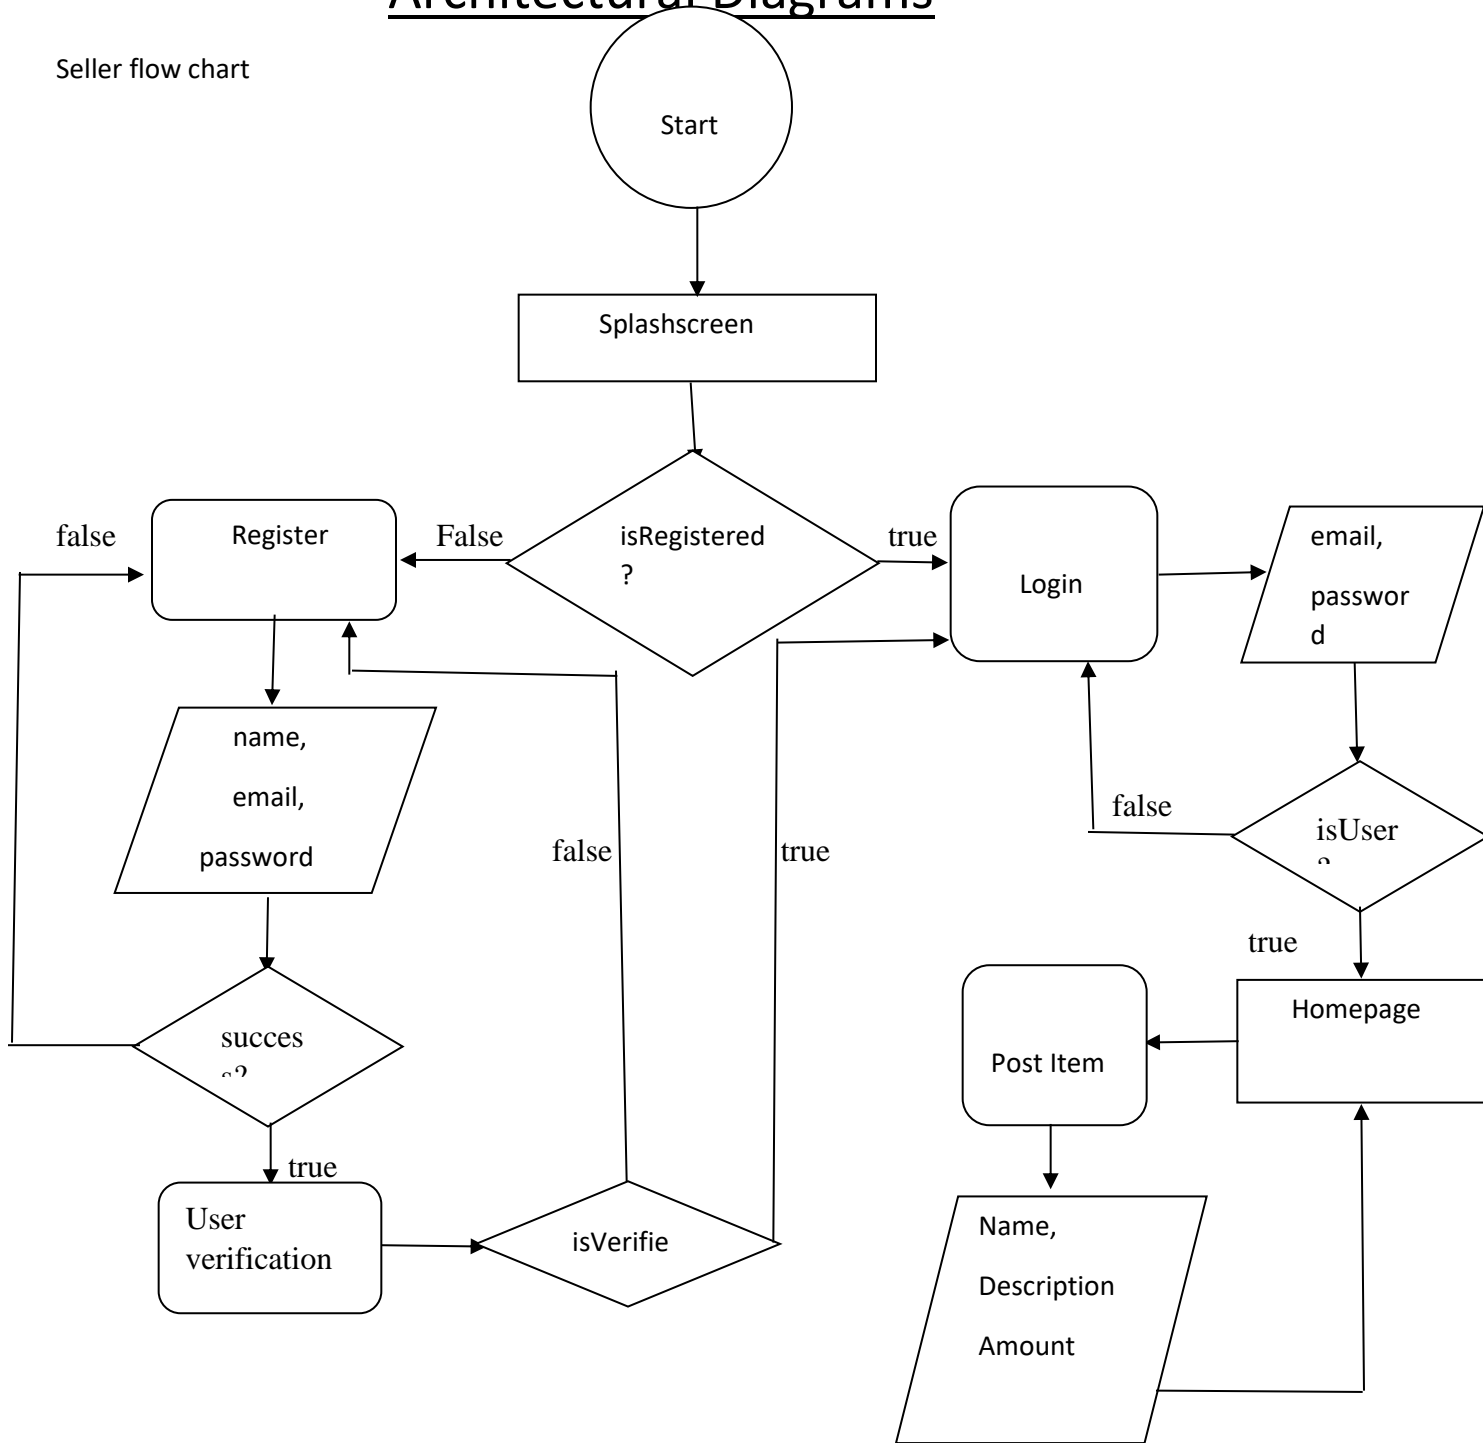 Architectural Diagrams
Seller flow chart
Start
Splashscreen
false
Register
False
isRegistered
?
true
Login
email,
passwor
d
name,
email,
password
false
true
false
isUser
?
true
succes
s?
Homepage
Post Item
true
User
verification
isVerifie
Name,
Description
Amount